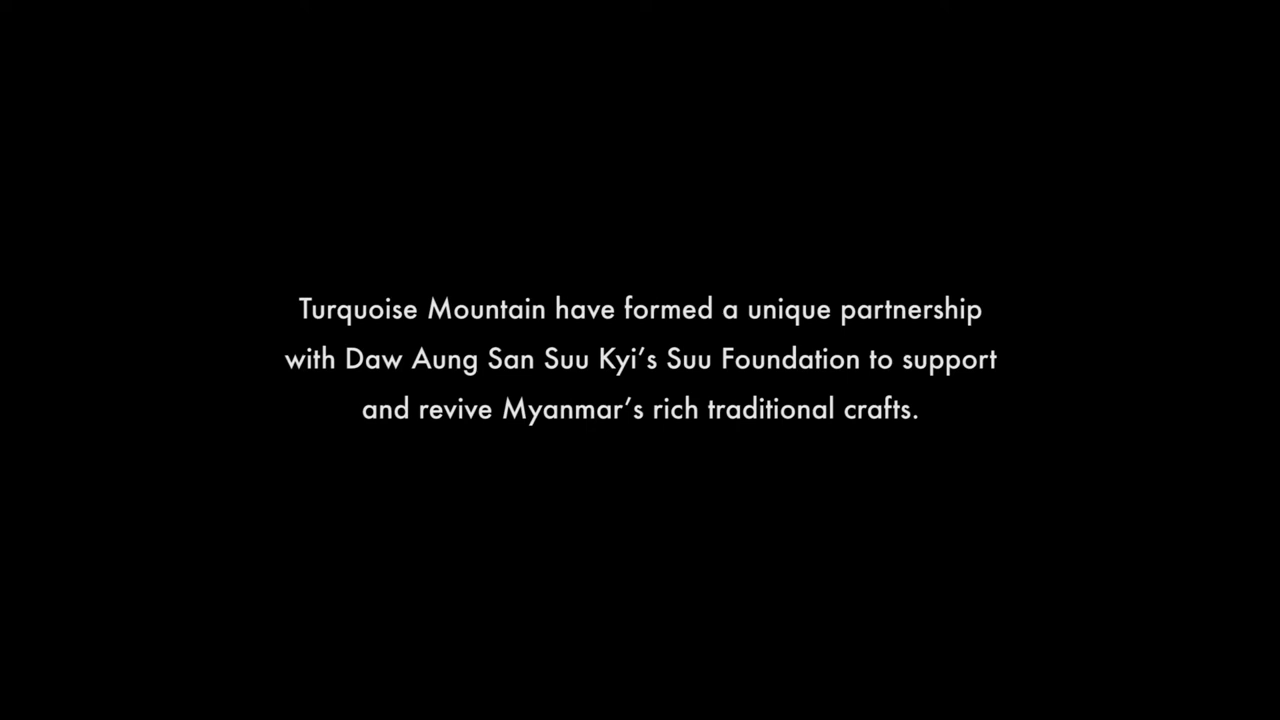 Turquoise Mountain have formed a unique partnership
with Daw Aung San Suu Kyi’s Suu Foundation to support
and revive Myanmar’s rich traditional crafts.